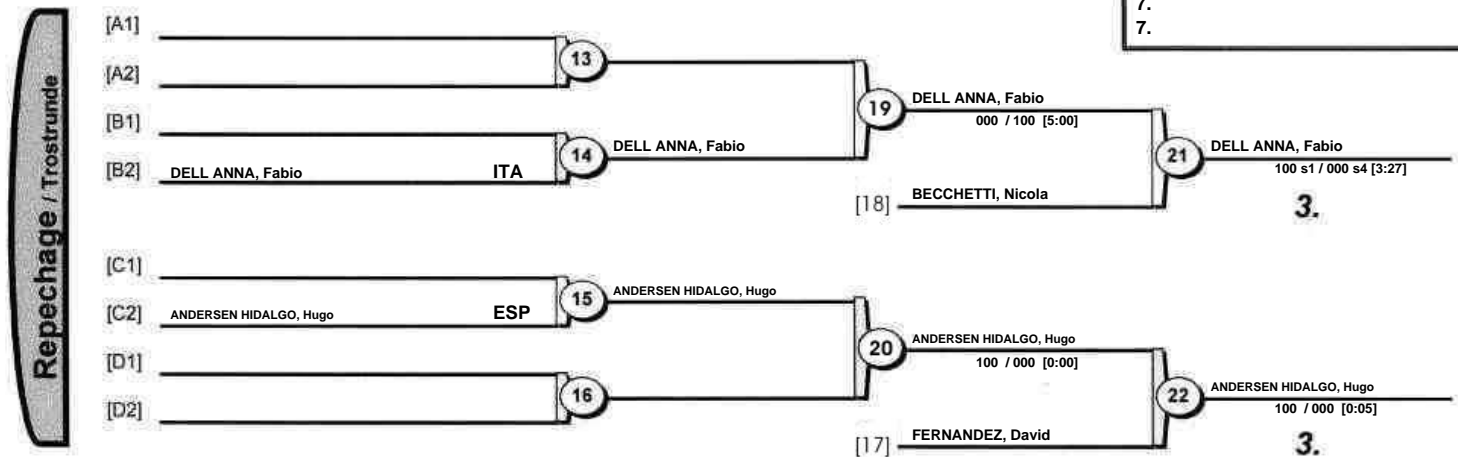 7.
7.
Repechage / Trostrunde
[A1]
[A2]
13
[B1]
[B2] DELL ANNA, Fabio ITA
14 DELL ANNA, Fabio
19 DELL ANNA, Fabio
000 / 100 [5:00]
[18] BECCHETTI, Nicola
21 DELL ANNA, Fabio
100 s1 / 000 s4 [3:27]
3.
[C1]
[C2] ANDERSEN HIDALGO, Hugo ESP
15 ANDERSEN HIDALGO, Hugo
[D1]
[D2]
16
20 ANDERSEN HIDALGO, Hugo
100 / 000 [0:00]
[17] FERNANDEZ, David
22 ANDERSEN HIDALGO, Hugo
100 / 000 [0:05]
3.